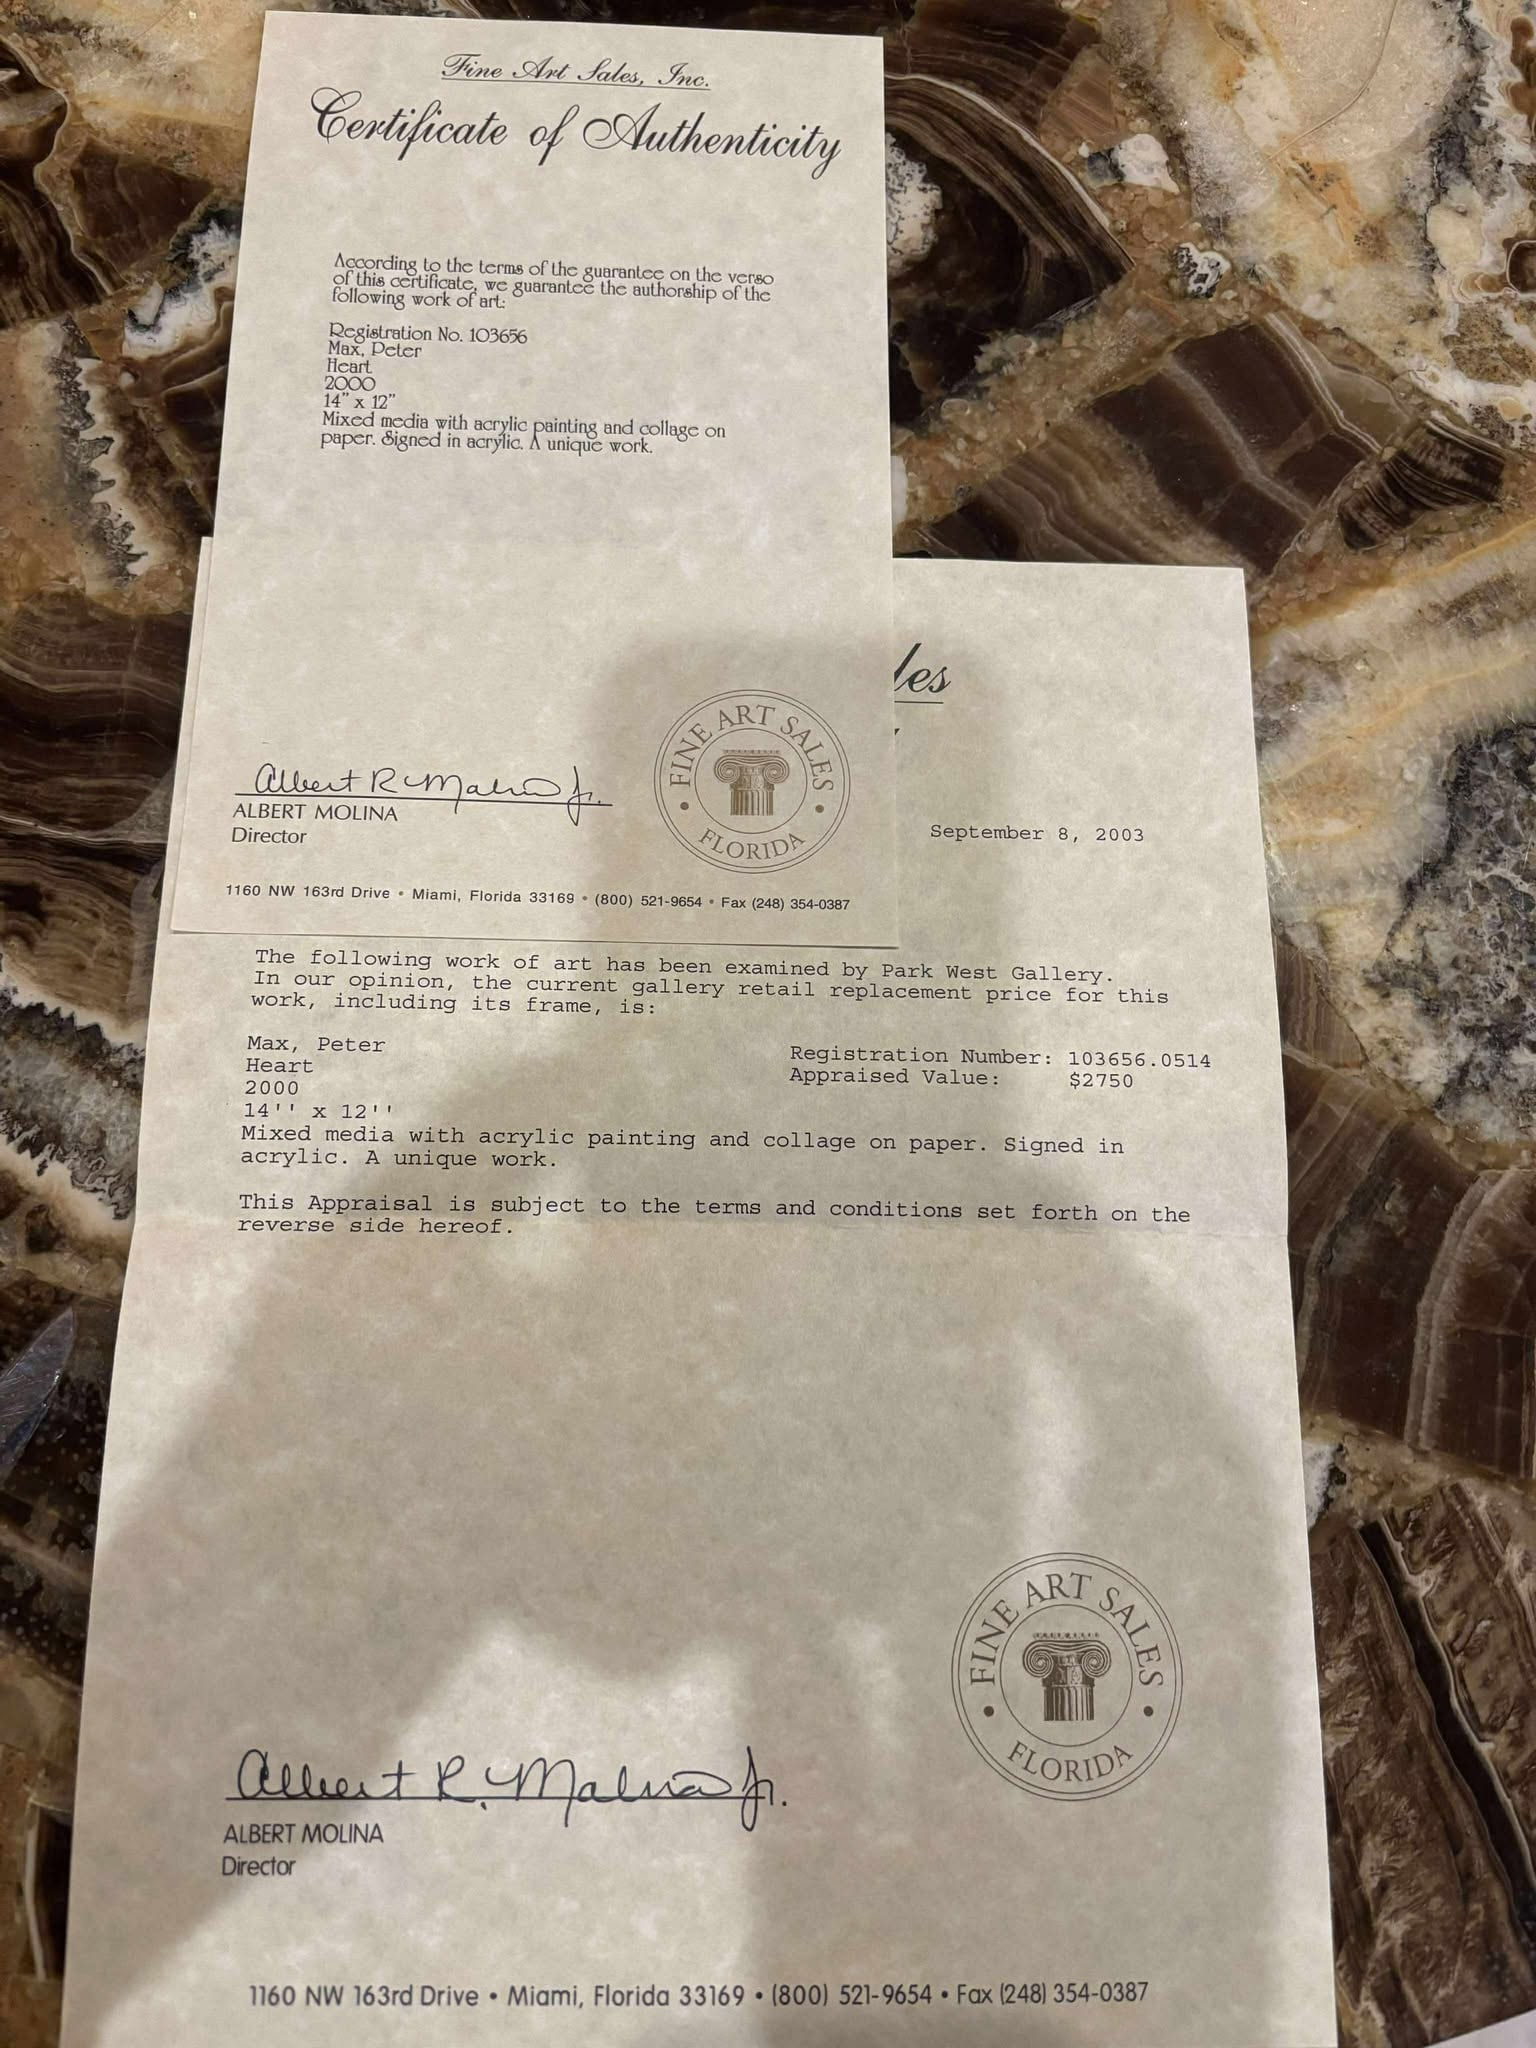 Fine Art Sales, Inc.
Certificate of Authenticity
According to the terms of the guarantee on the verso
of this certificate, we guarantee the authorship of the
following work of art:
Registration No. 103656
Max, Peter
Heart
2000
14" x 12"
Mixed media with acrylic painting and collage on
paper. Signed in acrylic. A unique work.
Albert R. Molina Jr.
ALBERT MOLINA
Director
FINE ART SALES
FLORIDA
1160 NW 163rd Drive • Miami, Florida 33169 • (800) 521-9654 • Fax (248) 354-0387
les
September 8, 2003
The following work of art has been examined by Park West Gallery.
In our opinion, the current gallery retail replacement price for this
work, including its frame, is:
Max, Peter
Heart
2000
14'' x 12''
Mixed media with acrylic painting and collage on paper. Signed in
acrylic. A unique work.
Registration Number: 103656.0514
Appraised Value: $2750
This Appraisal is subject to the terms and conditions set forth on the
reverse side hereof.
FINE ART SALES
FLORIDA
Albert R. Molina Jr.
ALBERT MOLINA
Director
1160 NW 163rd Drive • Miami, Florida 33169 • (800) 521-9654 • Fax (248) 354-0387